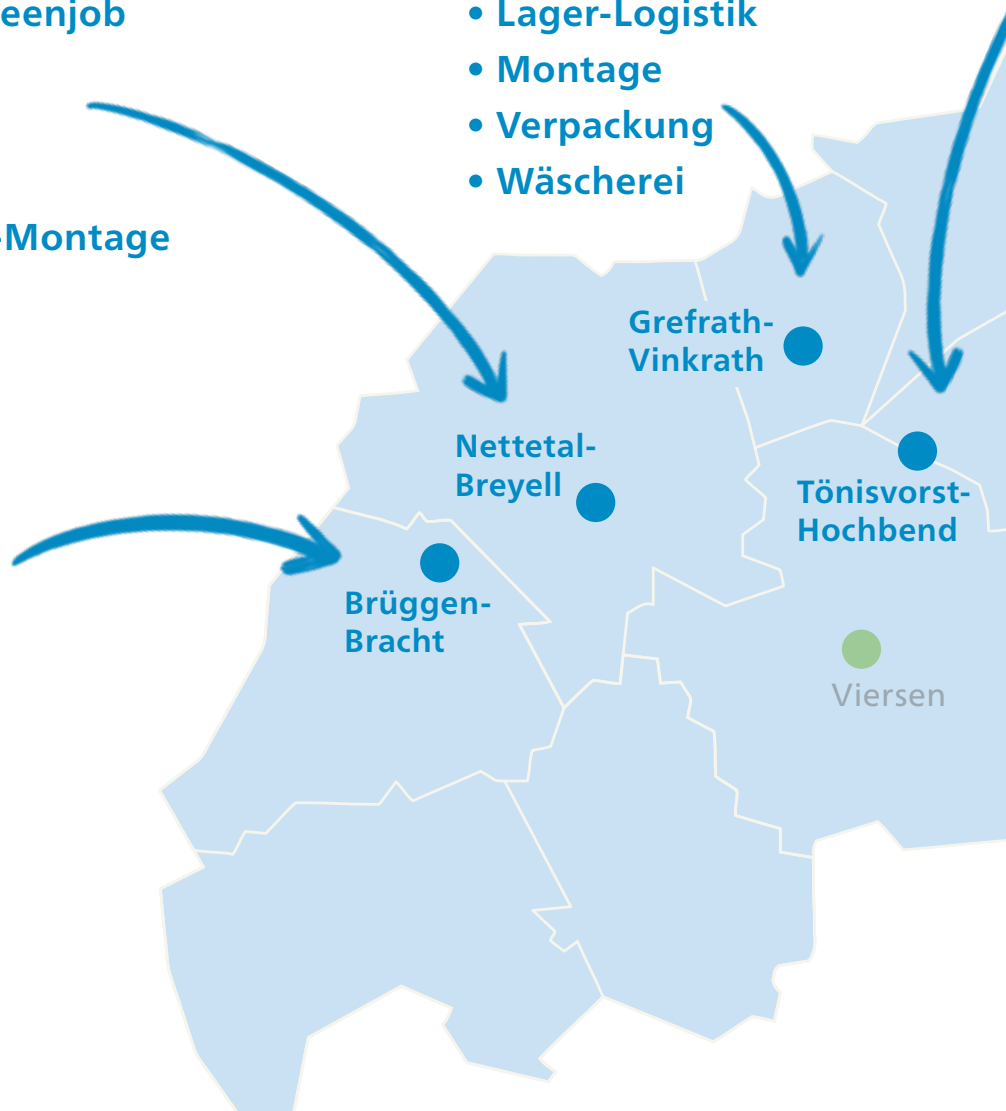 eenjob
-Montage
• Lager-Logistik
• Montage
• Verpackung
• Wäscherei
Grefrath-
Vinkrath
Nettetal-
Breyell
Tönisvorst-
Hochbend
Brüggen-
Bracht
Viersen